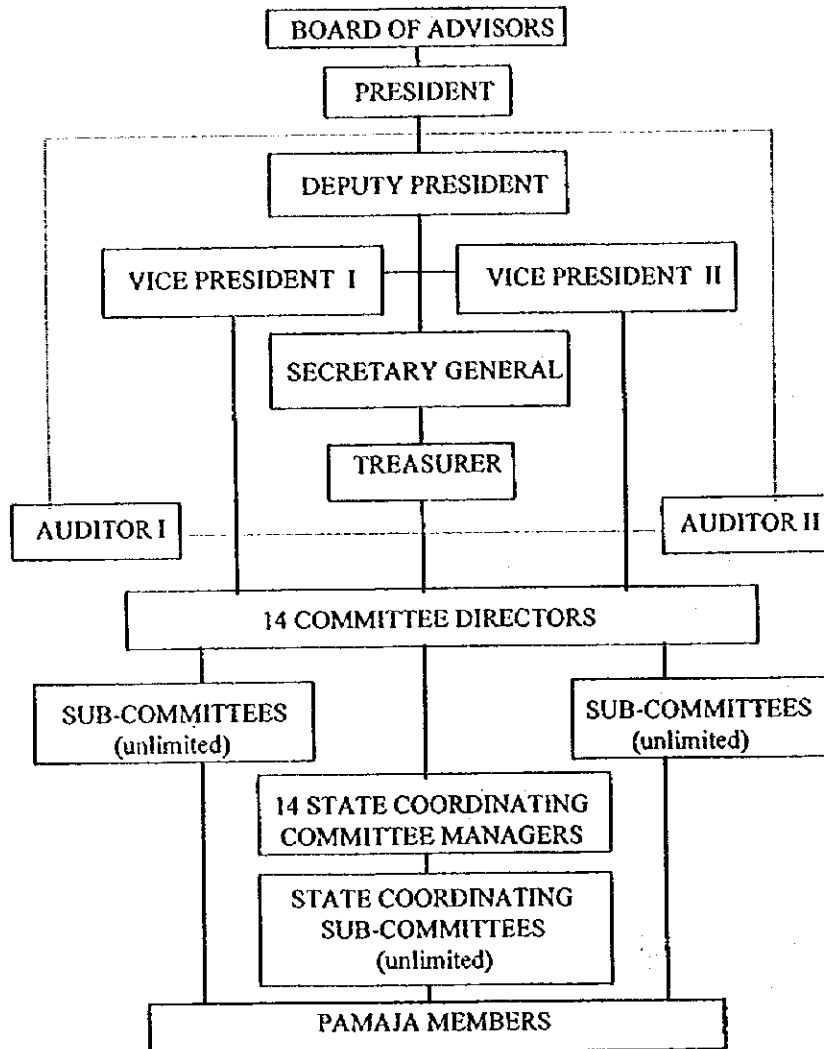 BOARD OF ADVISORS
PRESIDENT
DEPUTY PRESIDENT
VICE PRESIDENT I
VICE PRESIDENT II
SECRETARY GENERAL
TREASURER
AUDITOR I
AUDITOR II
14 COMMITTEE DIRECTORS
SUB-COMMITTEES
(unlimited)
SUB-COMMITTEES
(unlimited)
14 STATE COORDINATING
COMMITTEE MANAGERS
STATE COORDINATING
SUB-COMMITTEES
(unlimited)
PAMAJA MEMBERS